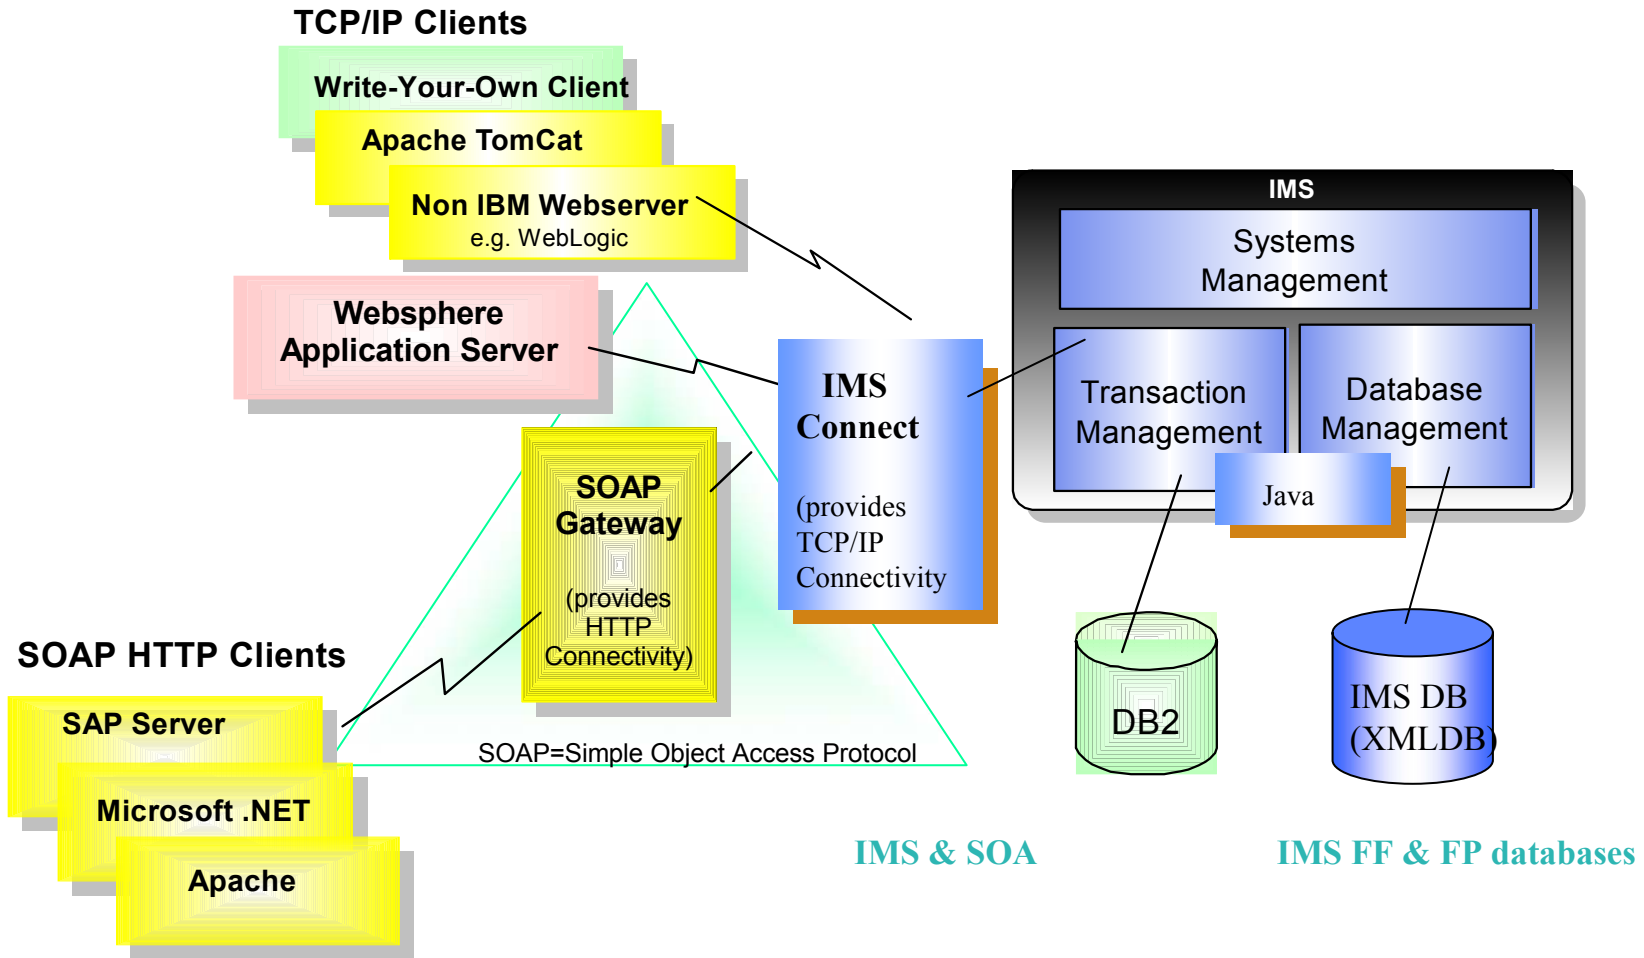 TCP/IP Clients
Write-Your-Own Client
Apache TomCat
Non IBM Webserver
e.g. WebLogic
Websphere
Application Server
SOAP
Gateway
(provides
HTTP
Connectivity)
SOAP HTTP Clients
SAP Server
Microsoft .NET
Apache
SOAP=Simple Object Access Protocol
IMS
Connect
(provides
TCP/IP
Connectivity
IMS
Systems
Management
Transaction
Management
Database
Management
Java
DB2
IMS DB
(XMLDB)
IMS & SOA
IMS FF & FP databases